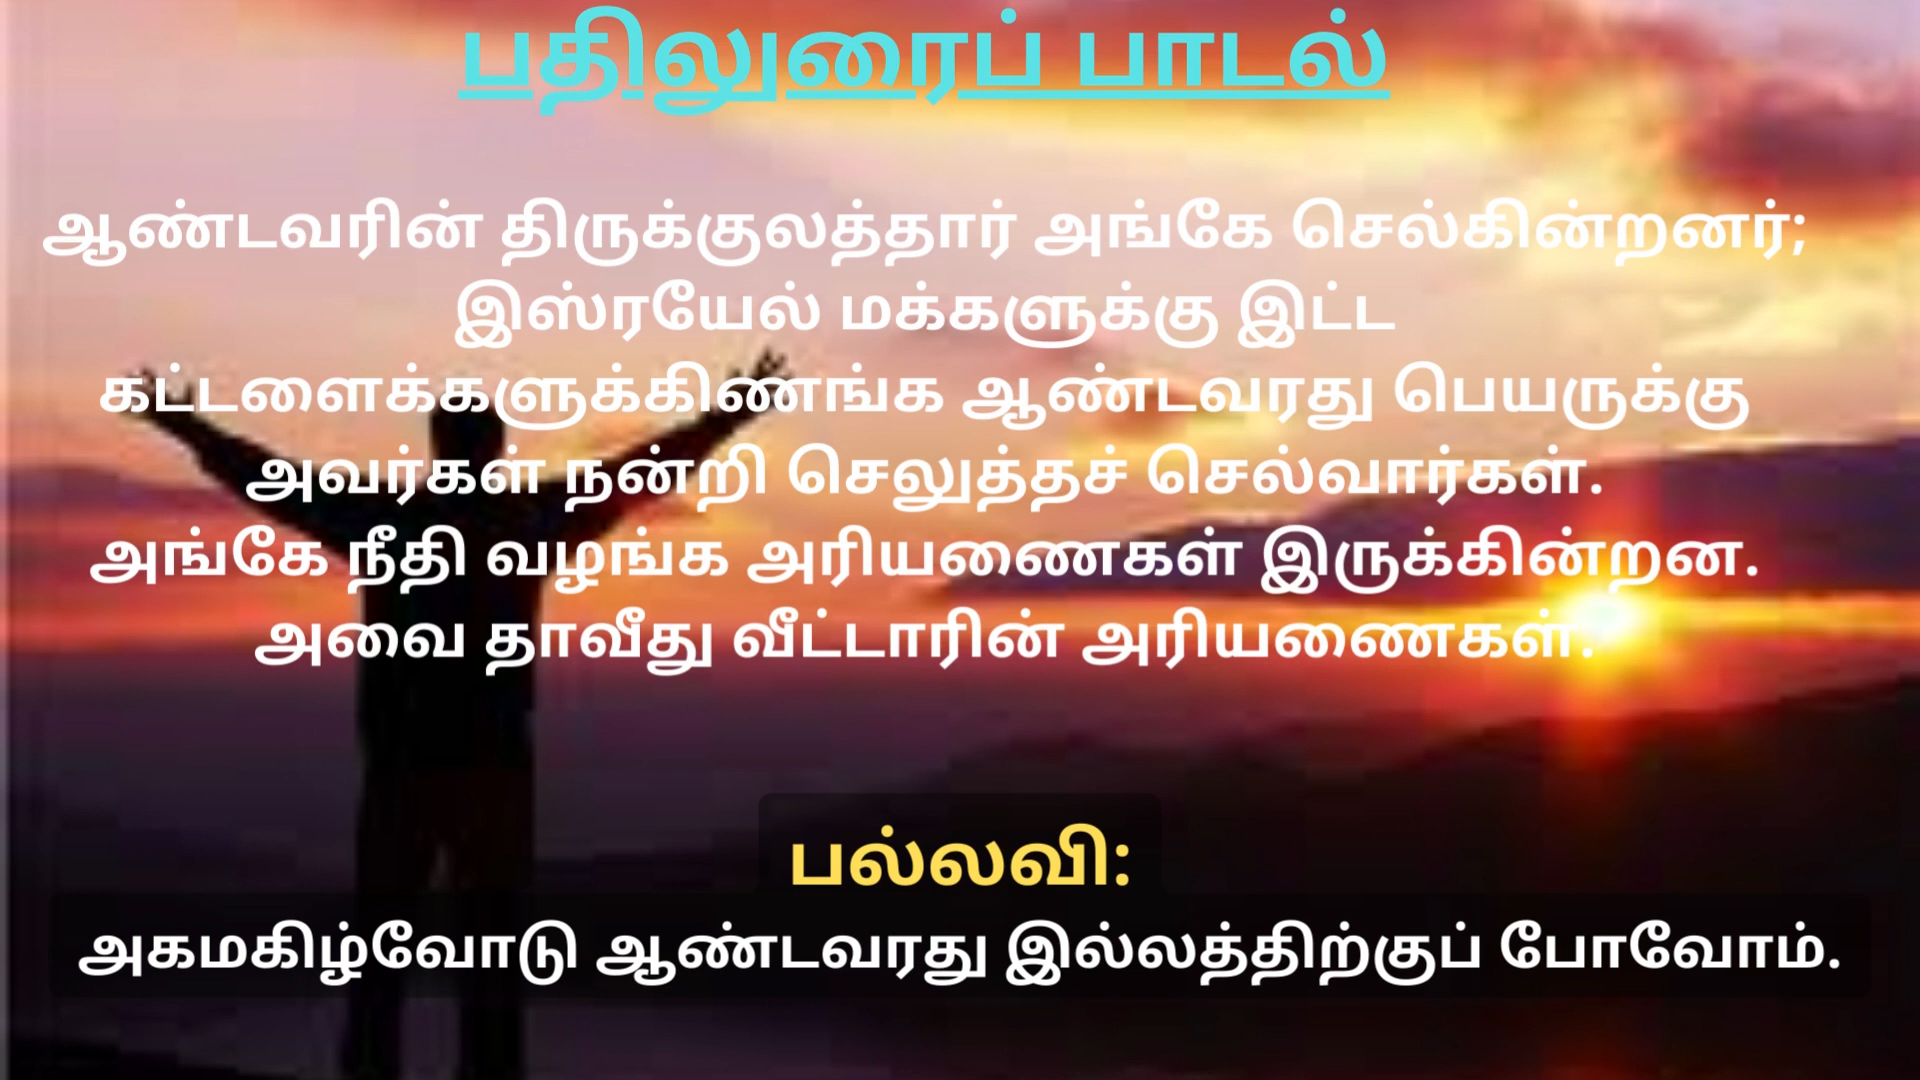 பதிலுரைப் பாடல்
ஆண்டவரின் திருக்குலத்தார் அங்கே செல்கின்றனர்;
இஸ்ரயேல் மக்களுக்கு இட்ட
கட்டளைக்களுக்கிணங்க ஆண்டவரது பெயருக்கு
அவர்கள் நன்றி செலுத்தச் செல்வார்கள்.
அங்கே நீதி வழங்க அரியணைகள் இருக்கின்றன.
அவை தாவீது வீட்டாரின் அரியணைகள்.
பல்லவி:
அகமகிழ்வோடு ஆண்டவரது இல்லத்திற்குப் போவோம்.